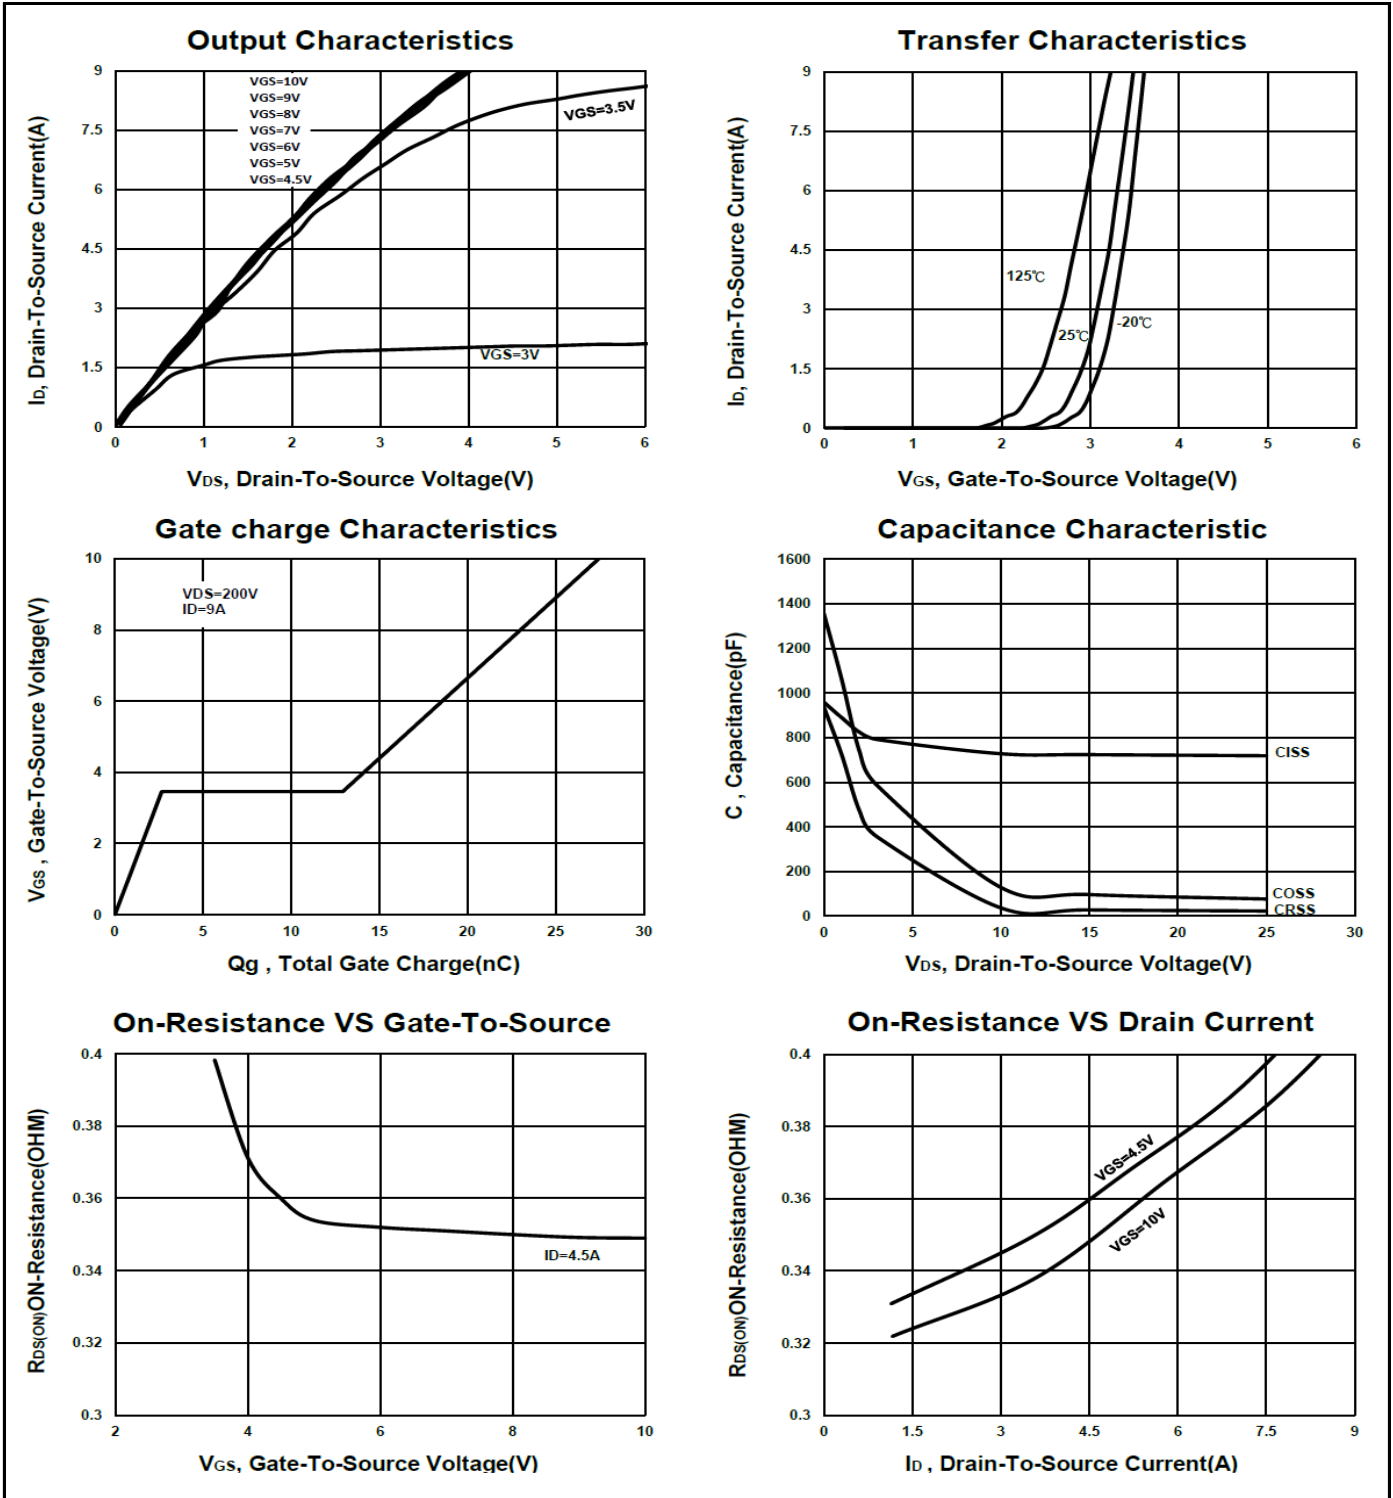 Output Characteristics
9
7.5
6
4.5
3
1.5
0
VGS=10V
VGS=9V
VGS=8V
VGS=7V
VGS=6V
VGS=5V
VGS=4.5V
VGS=3.5V
VGS=3V
0 1 2 3 4 5 6
ID, Drain-To-Source Current(A)
VDS, Drain-To-Source Voltage(V)
Transfer Characteristics
9
7.5
6
4.5
3
1.5
0
125℃
25℃
-20℃
0 1 2 3 4 5 6
ID, Drain-To-Source Current(A)
VGS, Gate-To-Source Voltage(V)
Gate charge Characteristics
10
8
6
4
2
0
VDS=200V
ID=9A
0 5 10 15 20 25 30
VGS , Gate-To-Source Voltage(V)
Qg , Total Gate Charge(nC)
Capacitance Characteristic
1600
1400
1200
1000
800
600
400
200
0
CISS
COSS
CRSS
0 5 10 15 20 25 30
C , Capacitance(pF)
VDS, Drain-To-Source Voltage(V)
On-Resistance VS Gate-To-Source
0.4
0.38
0.36
0.34
0.32
0.3
ID=4.5A
2 4 6 8 10
RDS(ON)ON-Resistance(OHM)
VGS, Gate-To-Source Voltage(V)
On-Resistance VS Drain Current
0.4
0.38
0.36
0.34
0.32
0.3
VGS=4.5V
VGS=10V
0 1.5 3 4.5 6 7.5 9
RDS(ON)ON-Resistance(OHM)
ID , Drain-To-Source Current(A)